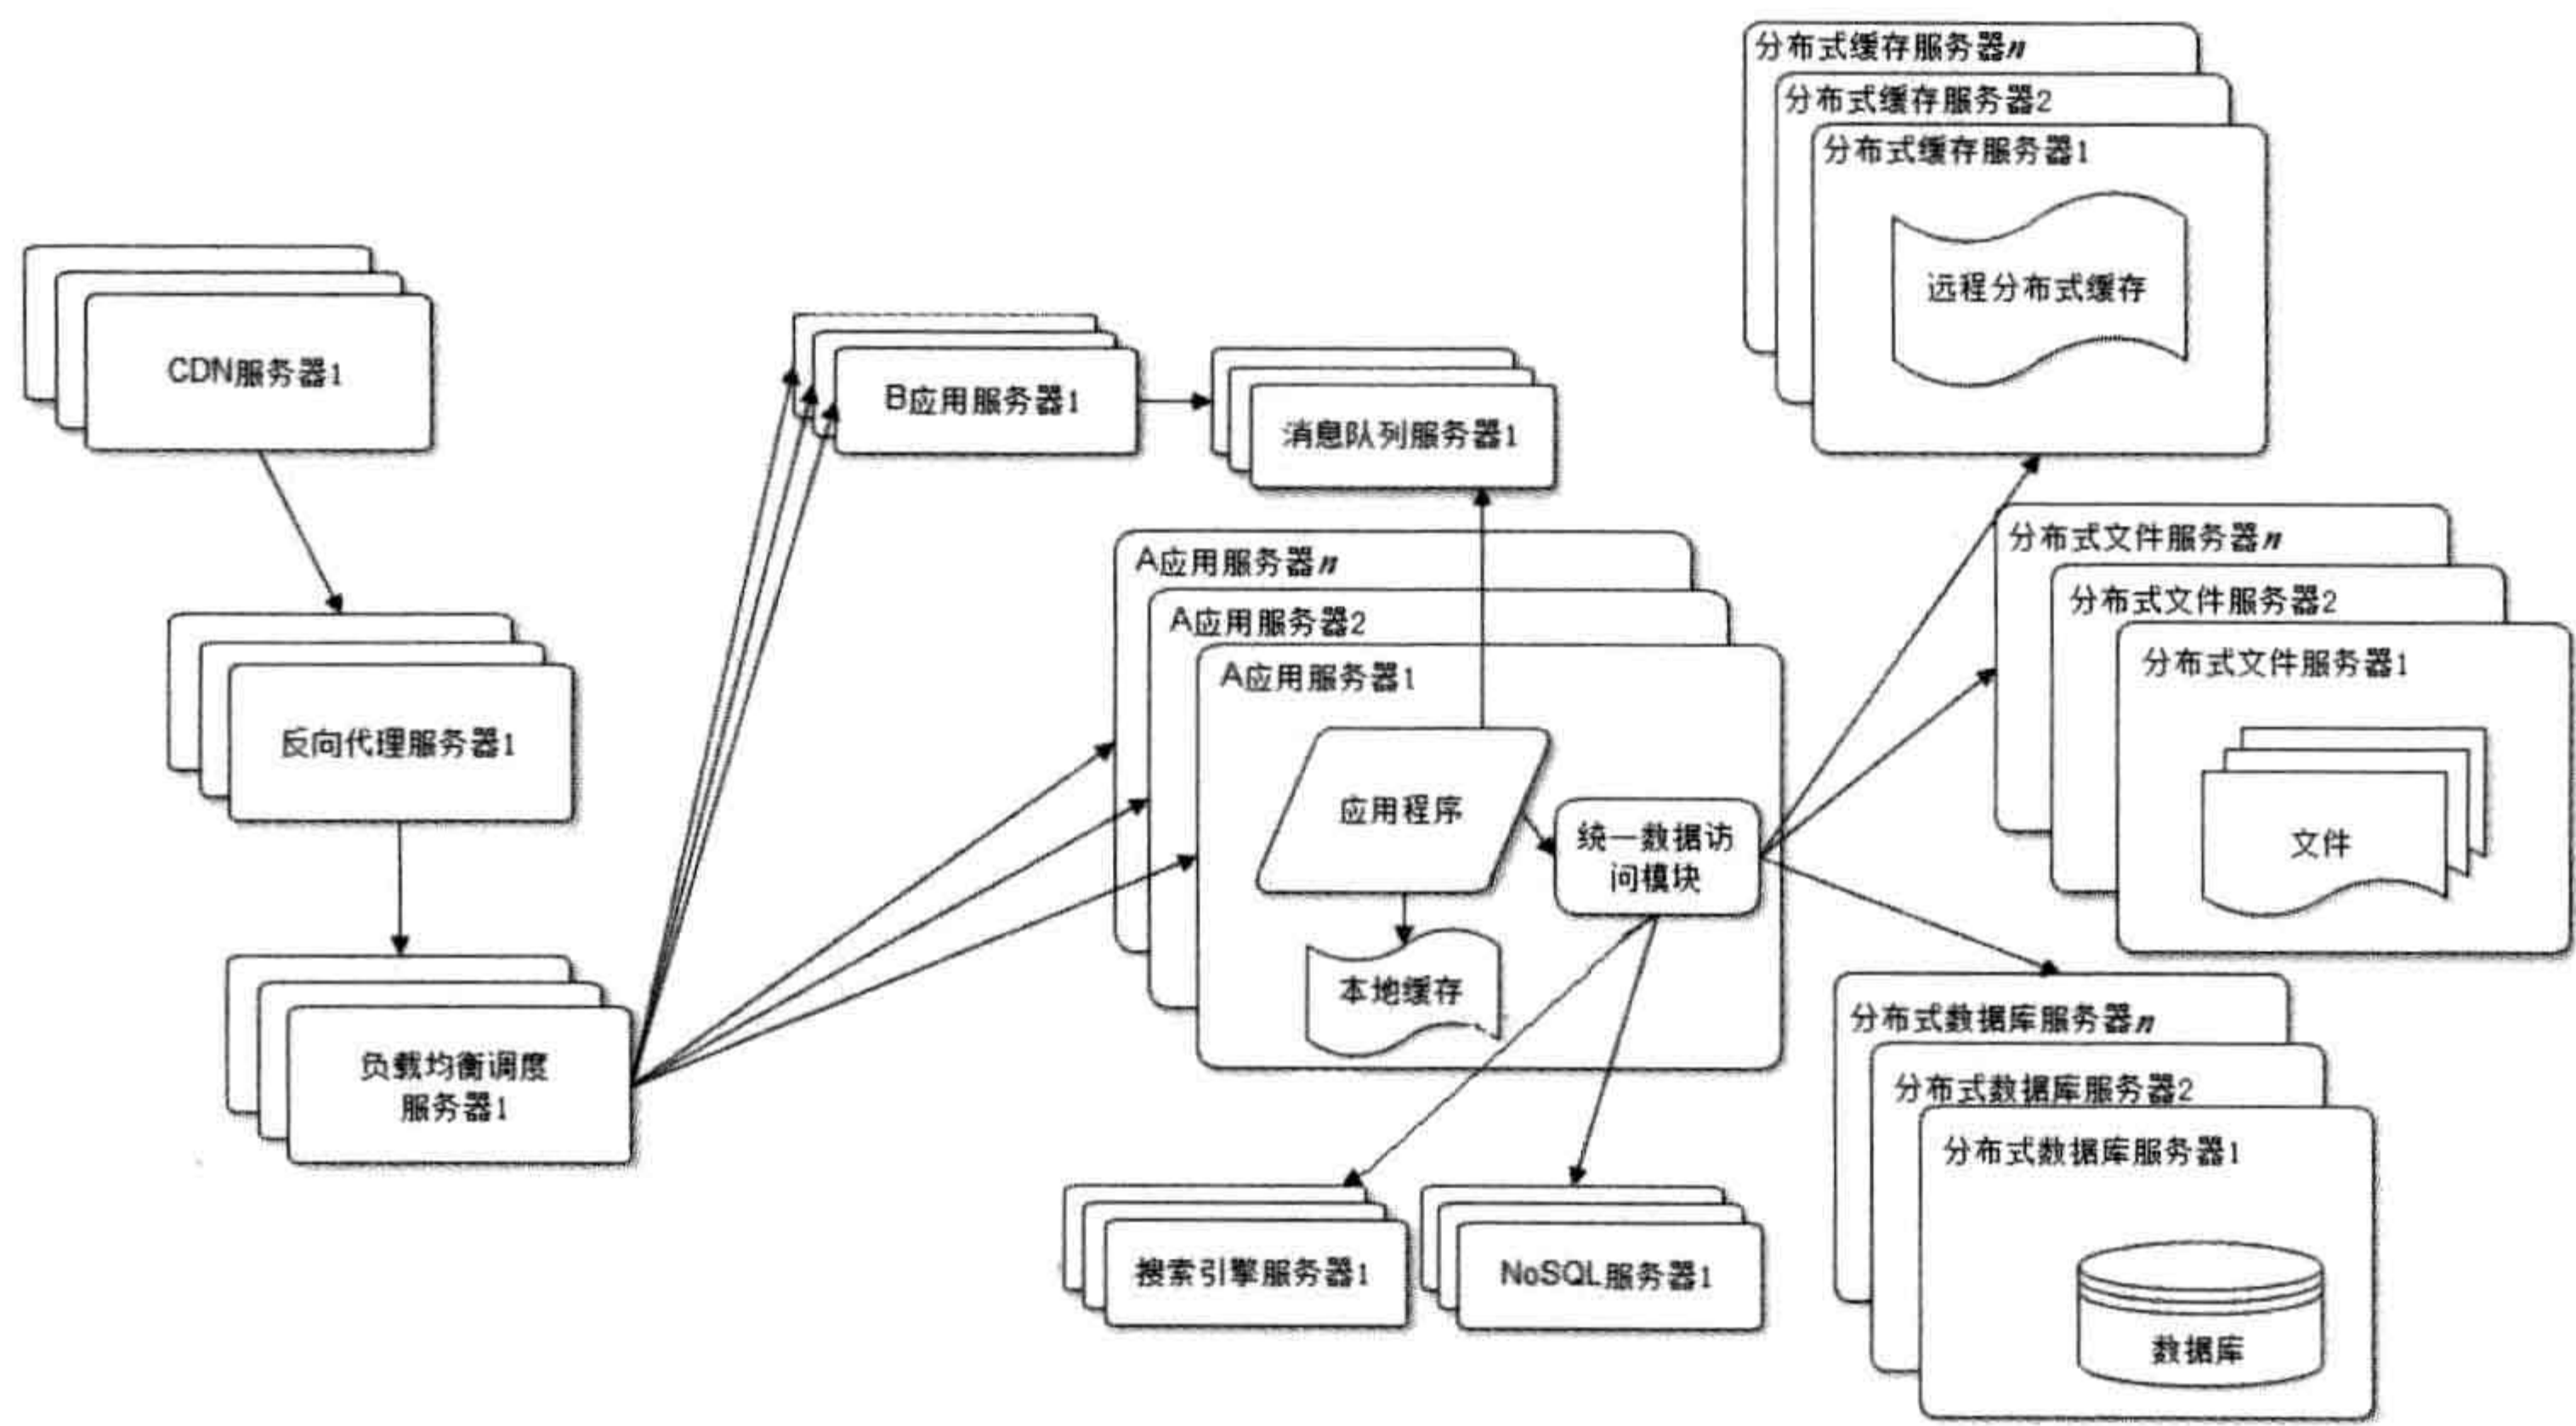 分布式缓存服务器n
分布式缓存服务器2
分布式缓存服务器1
远程分布式缓存
CDN服务器1
B应用服务器1
消息队列服务器1
分布式文件服务器n
A应用服务器n
分布式文件服务器2
A应用服务器2
分布式文件服务器1
A应用服务器1
反向代理服务器1
应用程序
统一数据访
问模块
文件
本地缓存
分布式数据库服务器n
负载均衡调度
服务器1
分布式数据库服务器2
分布式数据库服务器1
搜索引擎服务器1
NoSQL服务器1
数据库